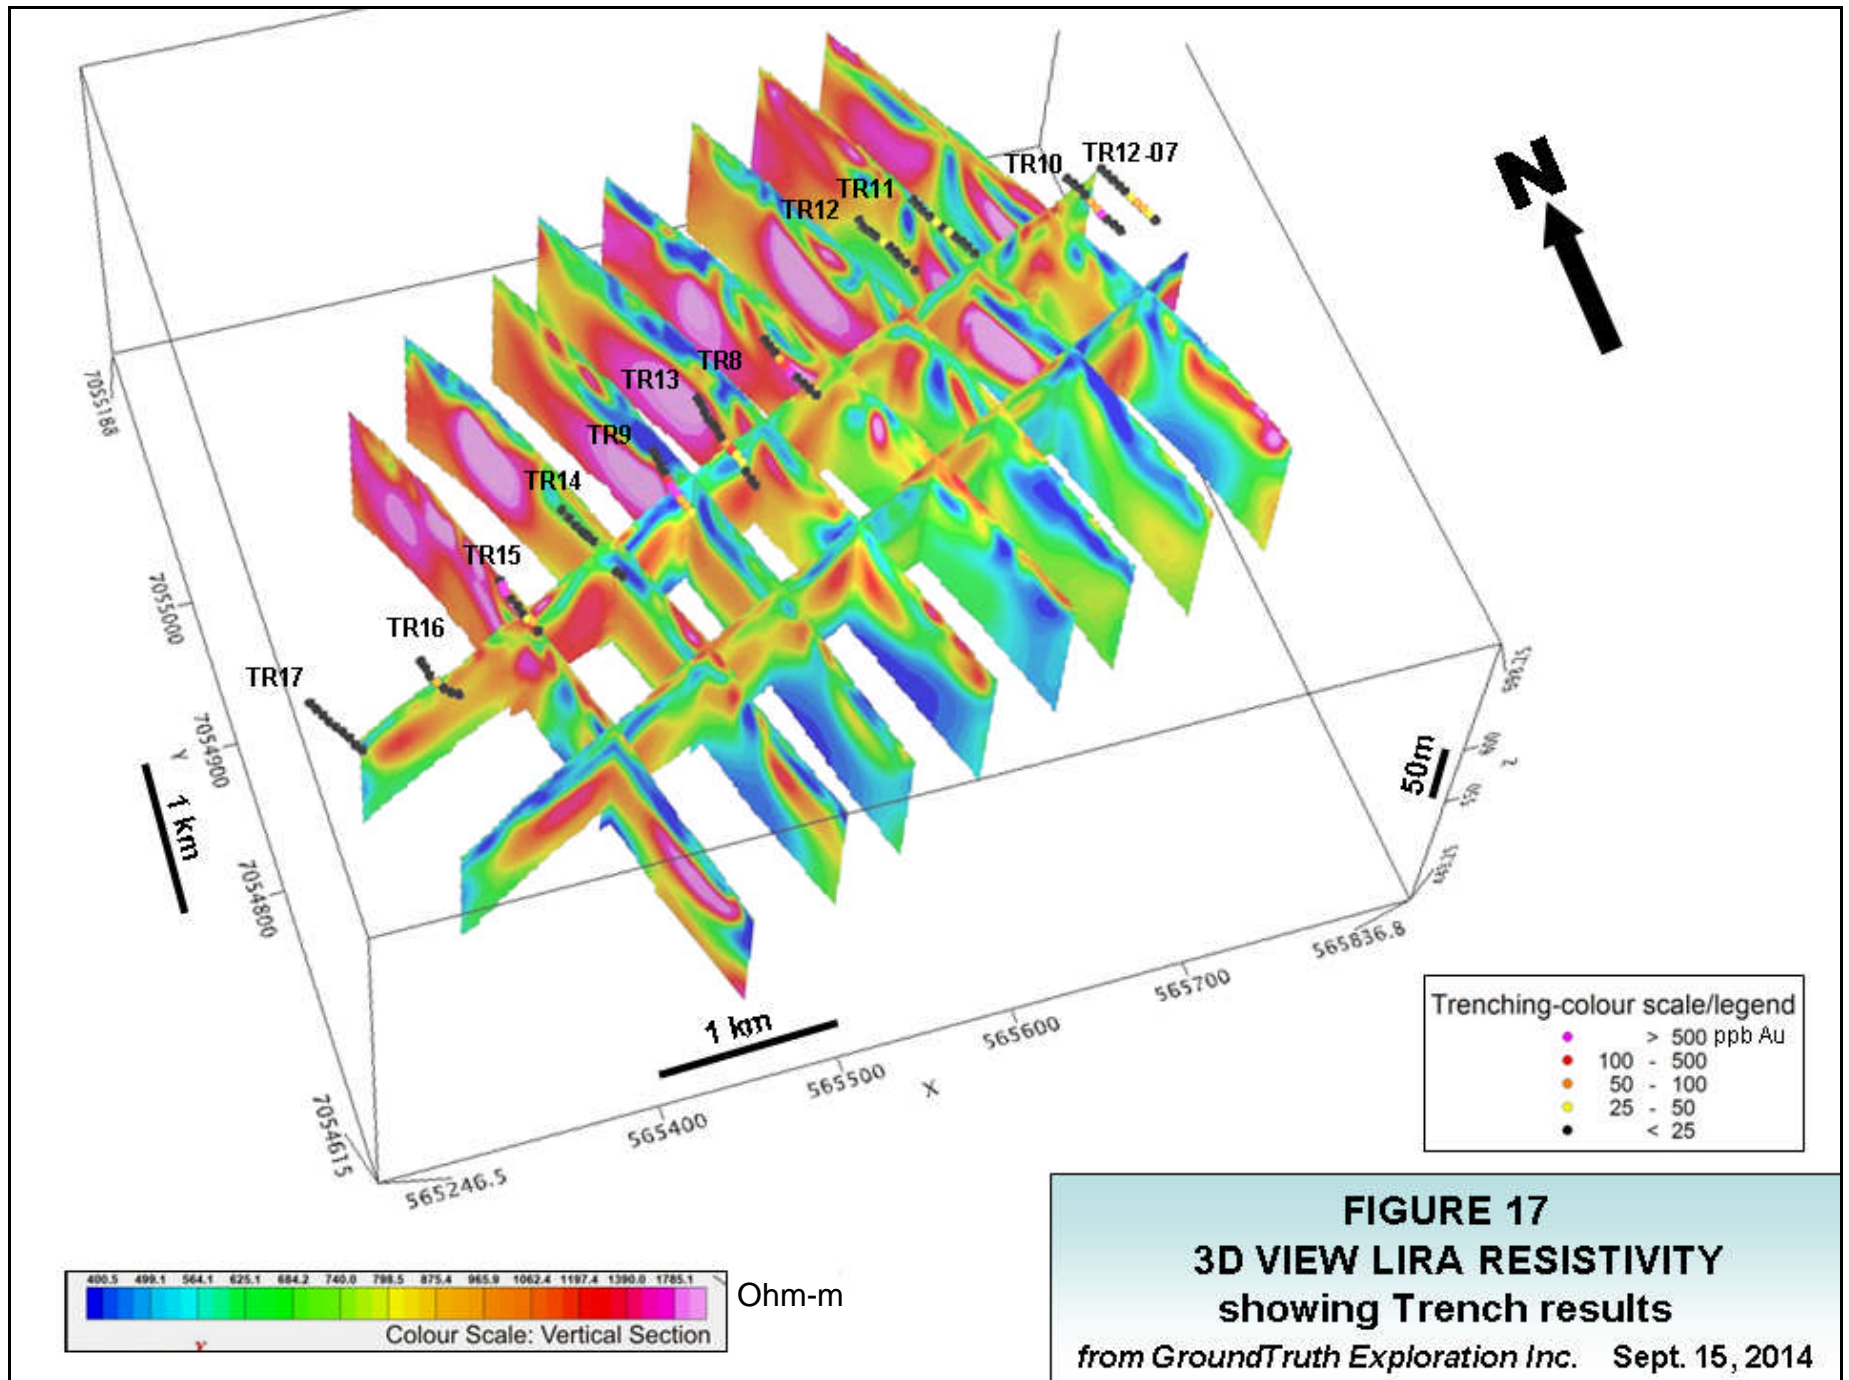 N
TR10
TR12-07
TR11
TR12
TR8
TR13
TR9
TR14
TR15
TR16
TR17
7055188
7055000
7054900
7054800
7054615
Y
1 km
1 km
50m
600
550
Z
565246.5
565400
565500
565600
565700
565836.8
X
Trenching-colour scale/legend
> 500 ppb Au
100 - 500
50 - 100
25 - 50
< 25
400.5 499.1 564.1 625.1 684.2 740.0 798.5 875.4 965.9 1062.4 1197.4 1390.0 1785.1
Ohm-m
Colour Scale: Vertical Section
Y
FIGURE 17
3D VIEW LIRA RESISTIVITY
showing Trench results
from GroundTruth Exploration Inc. Sept. 15, 2014